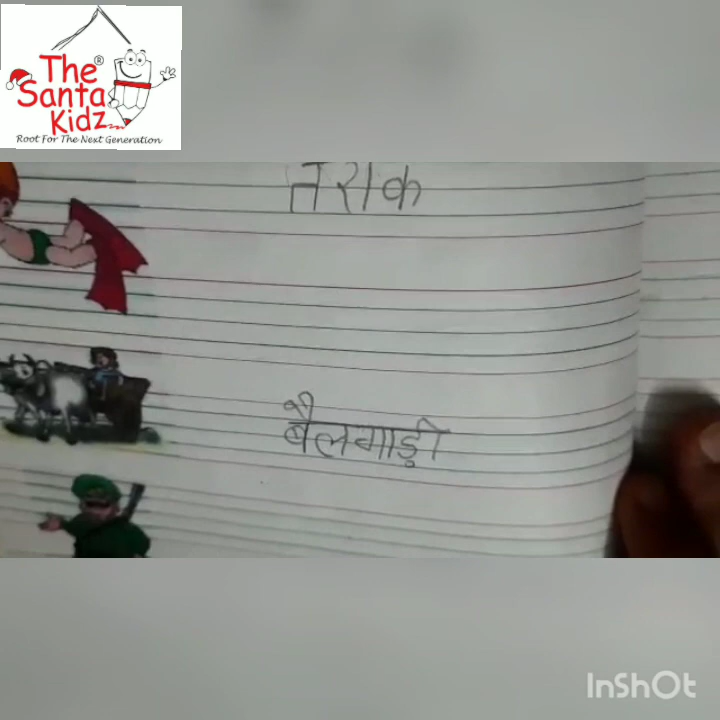 The
Santa®
Kidz
Root For The Next Generation
तैराक
बैलगाड़ी
InShOt